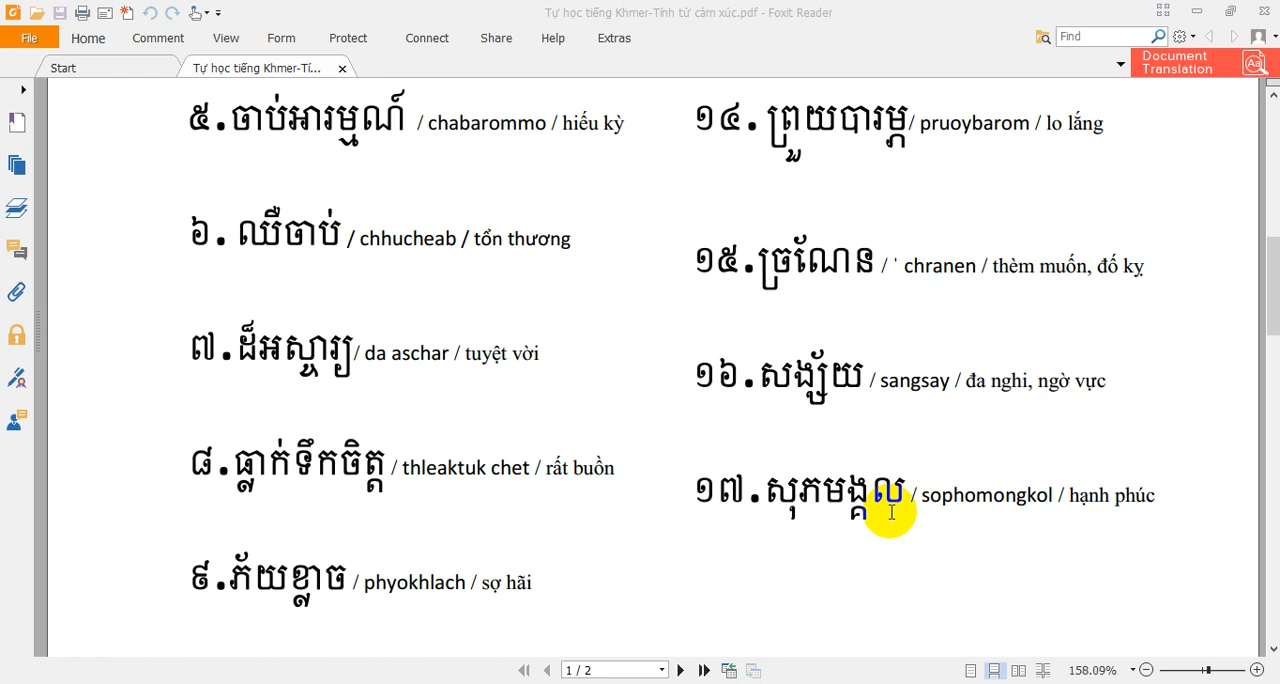 Tự học tiếng Khmer-Tính từ cảm xúc.pdf - Foxit Reader
File Home Comment View Form Protect Connect Share Help Extras Find
Start Tự học tiếng Khmer-Tí... Document Translation
៥.ចាប់អារម្មណ៍ / chabarommo / hiếu kỳ
១៤. ព្រួយបារម្ភ/ pruoybarom / lo lắng
៦. ឈឺចាប់ / chhucheab / tổn thương
១៥.ច្រណែន / ' chranen / thèm muốn, đố kỵ
៧.ដ៏អស្ចារ្យ/ da aschar / tuyệt vời
១៦.សង្ស័យ / sangsay / đa nghi, ngờ vực
៨.ធ្លាក់ទឹកចិត្ត / thleaktuk chet / rất buồn
១៧.សុភមង្គល / sophomongkol / hạnh phúc
៩.ភ័យខ្លាច / phyokhlach / sợ hãi
1 / 2 158.09%